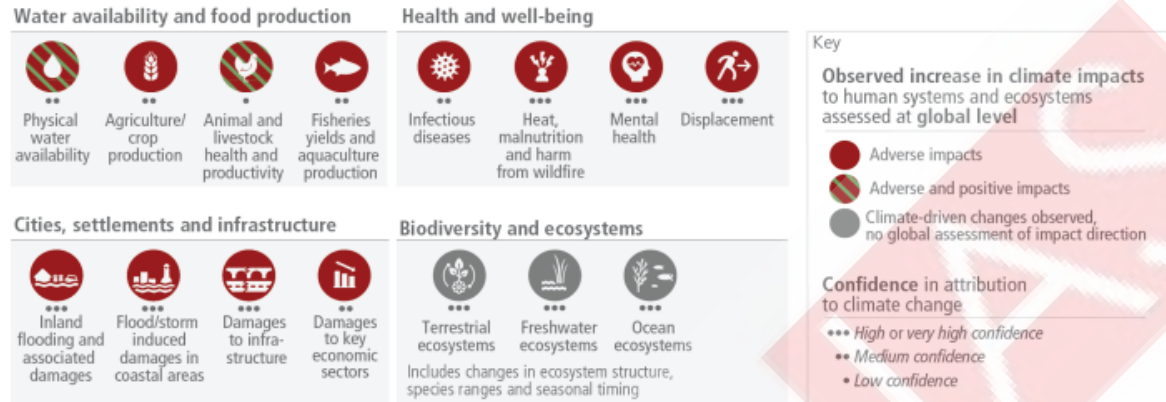 Water availability and food production
Physical
water
availability
Agriculture/
crop
production
Animal and
livestock
health and
productivity
Fisheries
yields and
aquaculture
production
Health and well-being
Infectious
diseases
Heat,
malnutrition
and harm
from wildfire
Mental
health
Displacement
Cities, settlements and infrastructure
Inland
flooding and
associated
damages
Flood/storm
induced
damages in
coastal areas
Damages
to infra-
structure
Damages
to key
economic
sectors
Biodiversity and ecosystems
Terrestrial
ecosystems
Freshwater
ecosystems
Ocean
ecosystems
Includes changes in ecosystem structure,
species ranges and seasonal timing
Key
Observed increase in climate impacts
to human systems and ecosystems
assessed at global level
Adverse impacts
Adverse and positive impacts
Climate-driven changes observed,
no global assessment of impact direction
Confidence in attribution
to climate change
••• High or very high confidence
•• Medium confidence
• Low confidence